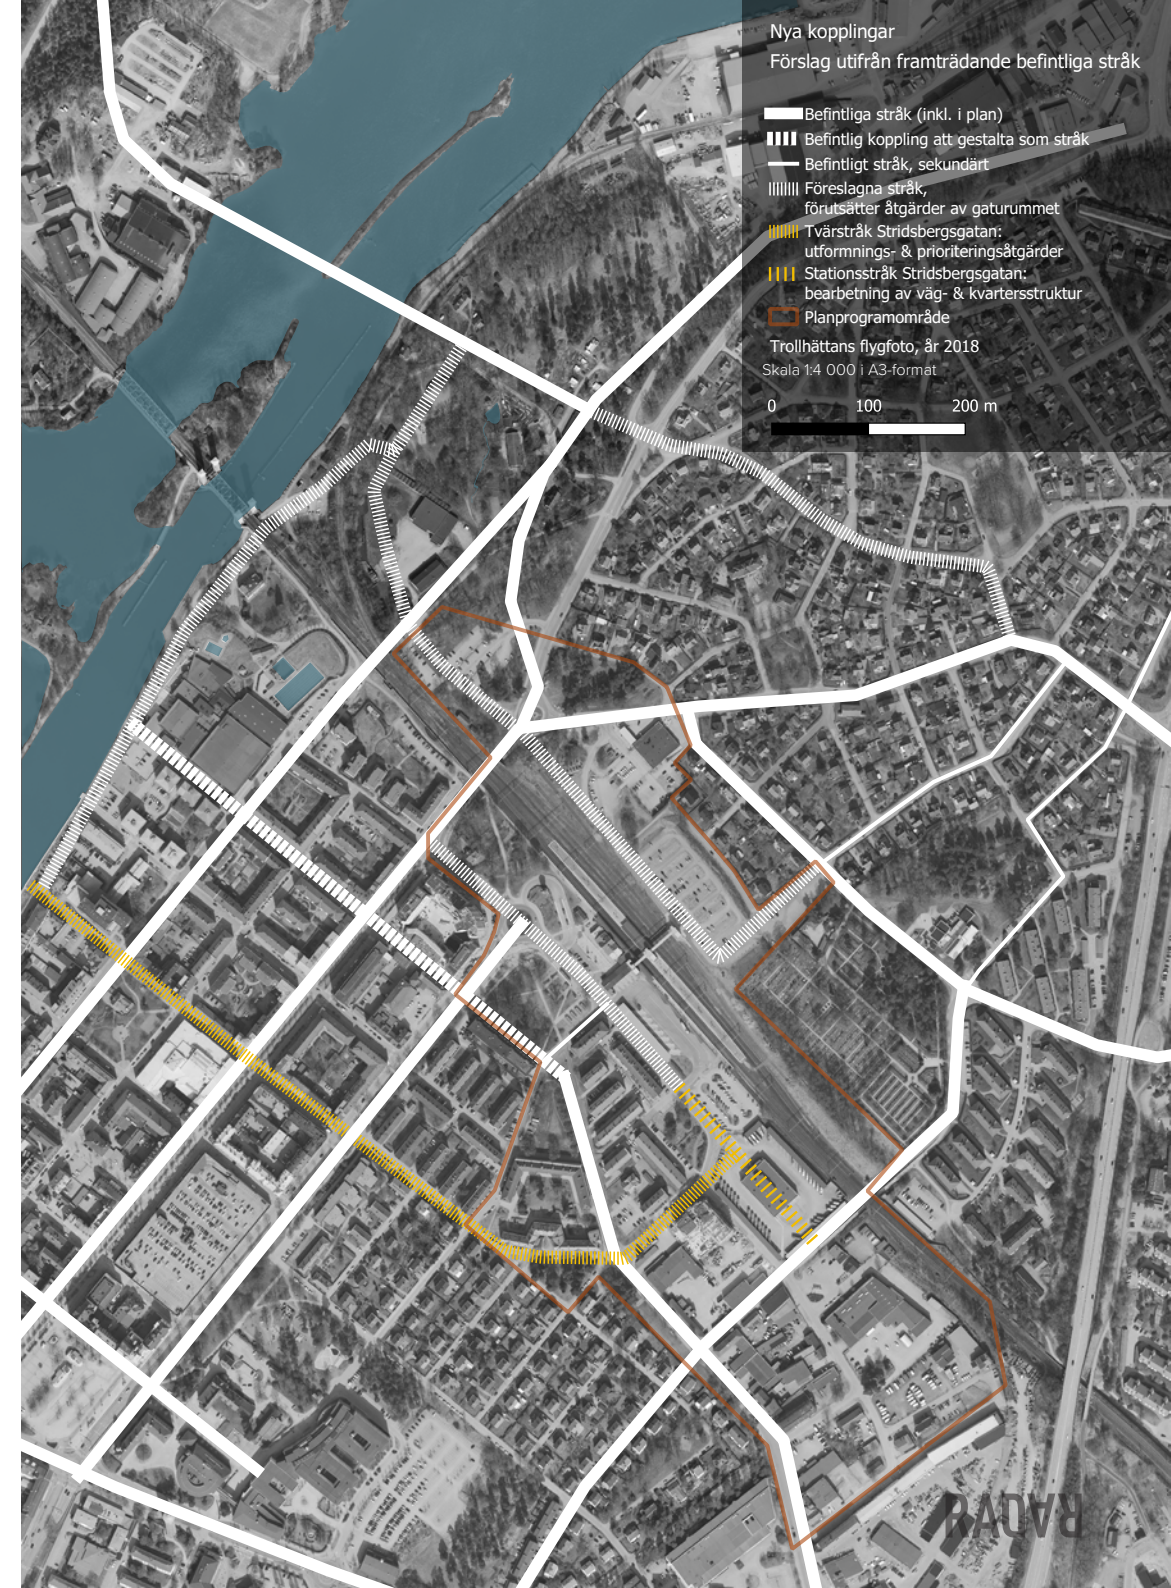 Nya kopplingar
Förslag utifrån framträdande befintliga stråk
Befintliga stråk (inkl. i plan)
Befintlig koppling att gestalta som stråk
Befintligt stråk, sekundärt
Föreslagna stråk,
förutsätter åtgärder av gaturummet
Tvärstråk Stridsbergsgatan:
utformnings- & prioriteringsåtgärder
Stationsstråk Stridsbergsgatan:
bearbetning av väg- & kvartersstruktur
Planprogramområde
Trollhättans flygfoto, år 2018
Skala 1:4 000 i A3-format
0 100 200 m
RADAR